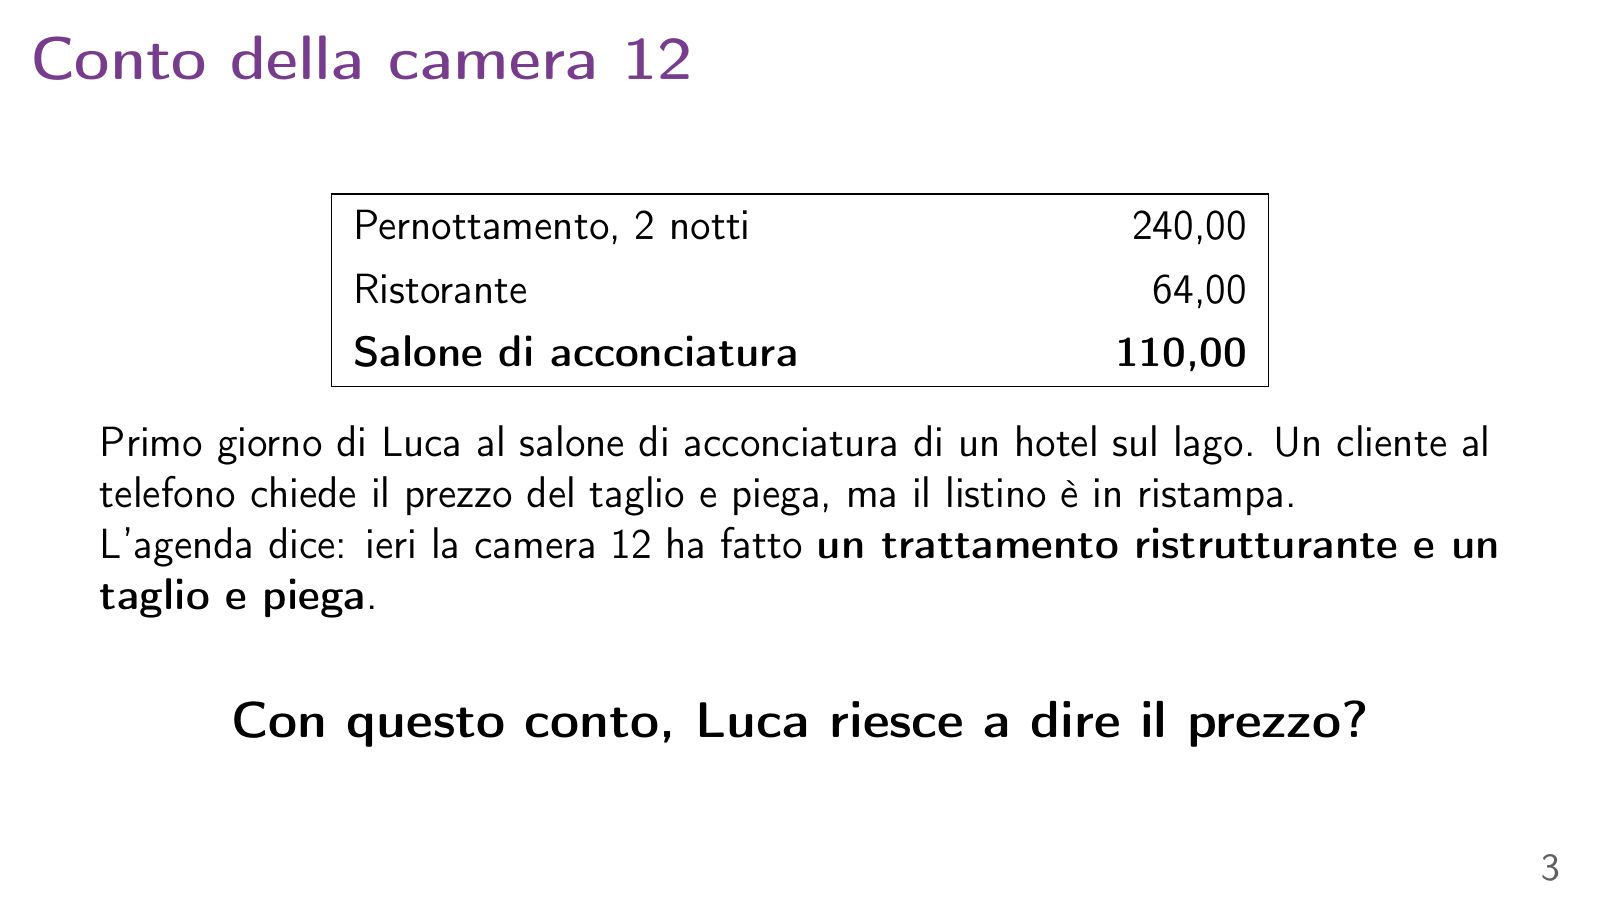 Conto della camera 12
Pernottamento, 2 notti 240,00
Ristorante 64,00
Salone di acconciatura 110,00
Primo giorno di Luca al salone di acconciatura di un hotel sul lago. Un cliente al
telefono chiede il prezzo del taglio e piega, ma il listino è in ristampa.
L'agenda dice: ieri la camera 12 ha fatto un trattamento ristrutturante e un
taglio e piega.
Con questo conto, Luca riesce a dire il prezzo?
3